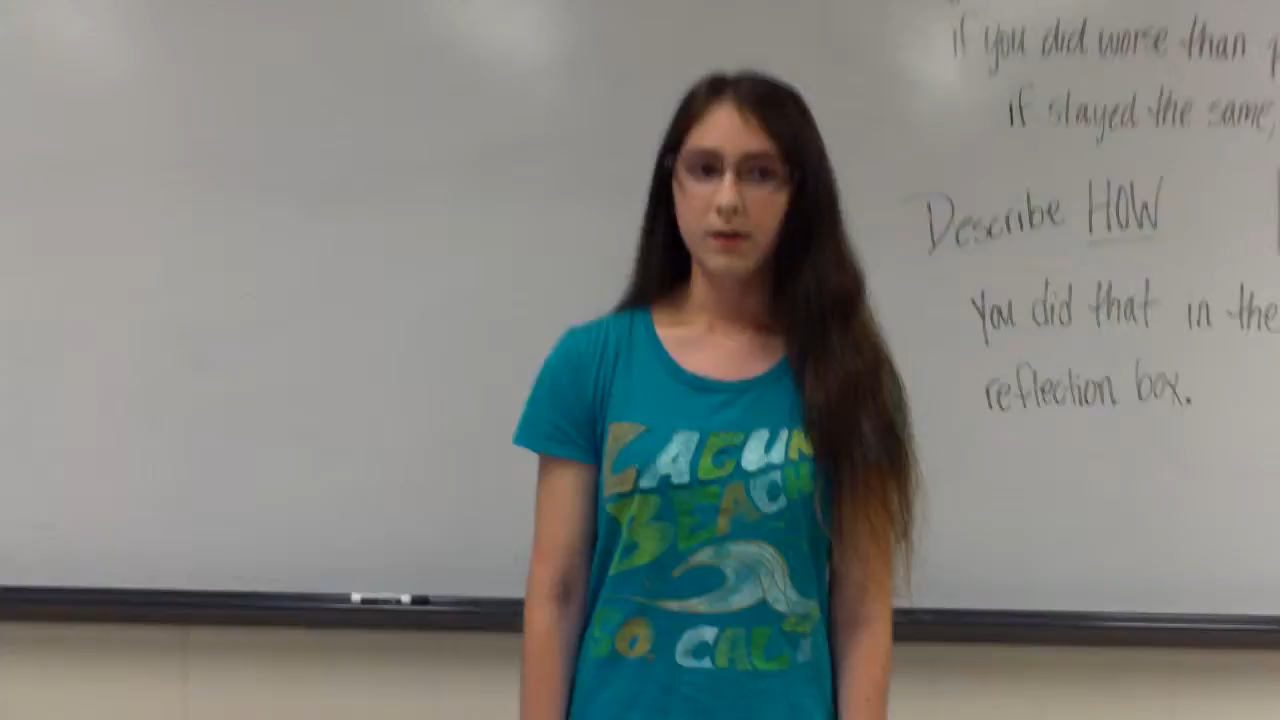 if you did worse than
if stayed the same,
Describe HOW
you did that in the
reflection box.
LAGUN
BEACH
SO CALI